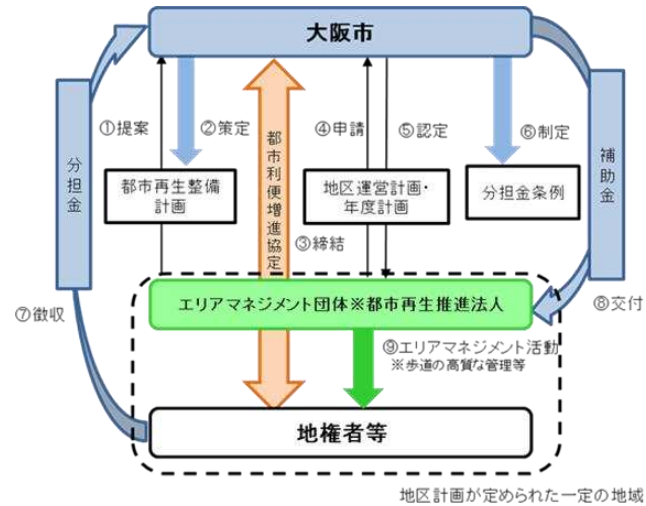 大阪市
①提案
②策定
④申請
⑤認定
⑥制定
分担金
都市再生整備
計画
都市利便増進協定
地区運営計画・
年度計画
分担金条例
補助金
③締結
エリアマネジメント団体※都市再生推進法人
⑦徴収
⑧交付
⑨エリアマネジメント活動
※歩道の高質な管理等
地権者等
地区計画が定められた一定の地域